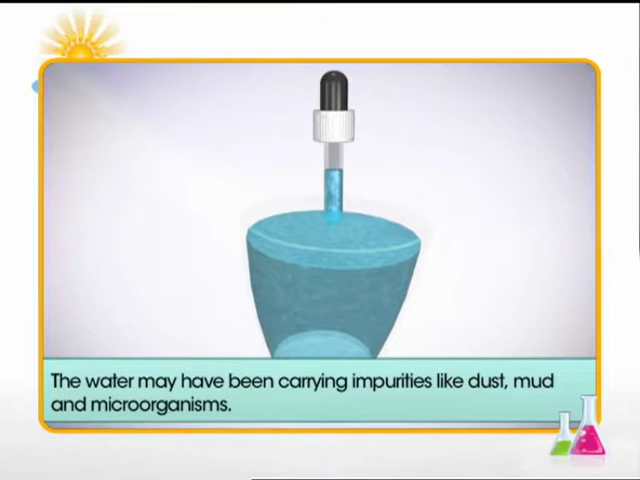 The water may have been carrying impurities like dust, mud
and microorganisms.